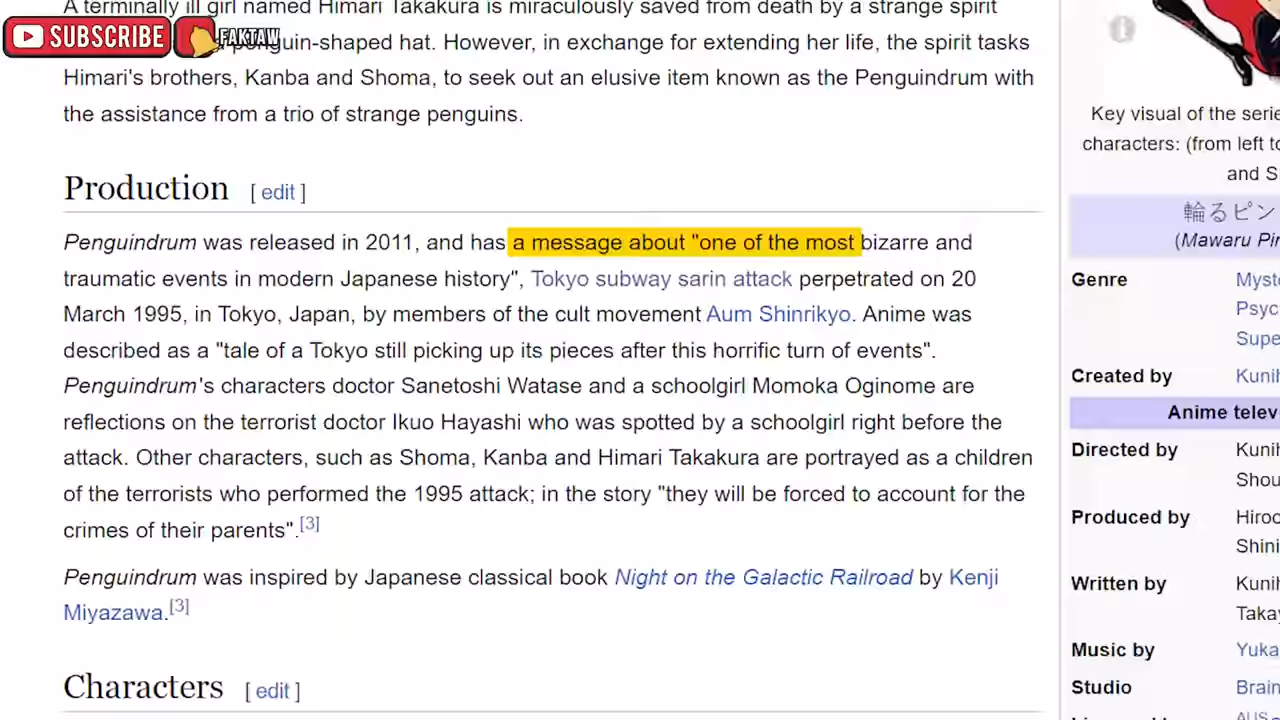 A terminally ill girl named Himari Takakura is miraculously saved from death by a strange spirit
SUBSCRIBE
FAKTAW
penguin-shaped hat. However, in exchange for extending her life, the spirit tasks
Himari's brothers, Kanba and Shoma, to seek out an elusive item known as the Penguindrum with
the assistance from a trio of strange penguins.
Production [ edit ]
Penguindrum was released in 2011, and has a message about "one of the most bizarre and
traumatic events in modern Japanese history", Tokyo subway sarin attack perpetrated on 20
March 1995, in Tokyo, Japan, by members of the cult movement Aum Shinrikyo. Anime was
described as a "tale of a Tokyo still picking up its pieces after this horrific turn of events".
Penguindrum's characters doctor Sanetoshi Watase and a schoolgirl Momoka Oginome are
reflections on the terrorist doctor Ikuo Hayashi who was spotted by a schoolgirl right before the
attack. Other characters, such as Shoma, Kanba and Himari Takakura are portrayed as a children
of the terrorists who performed the 1995 attack; in the story "they will be forced to account for the
crimes of their parents".[3]
Penguindrum was inspired by Japanese classical book Night on the Galactic Railroad by Kenji
Miyazawa.[3]
Characters [ edit ]
Key visual of the serie
characters: (from left to
and S
輪るピン
(Mawaru Pin
Genre Myste
Psyc
Supe
Created by Kunih
Anime telev
Directed by Kunih
Shou
Produced by Hiroo
Shini
Written by Kunih
Takay
Music by Yuka
Studio Brain